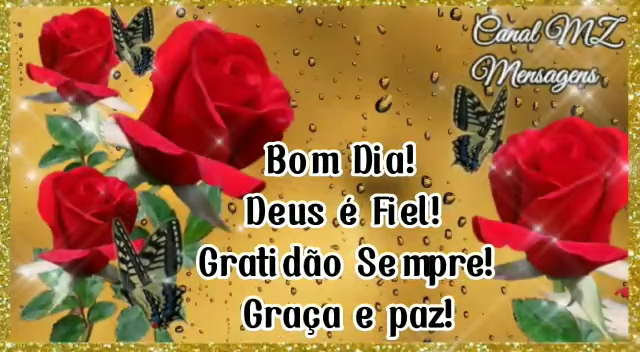 Canal MZ
Mensagens
Bom Dia!
Deus é Fiel!
Gratidão Sempre!
Graça e paz!